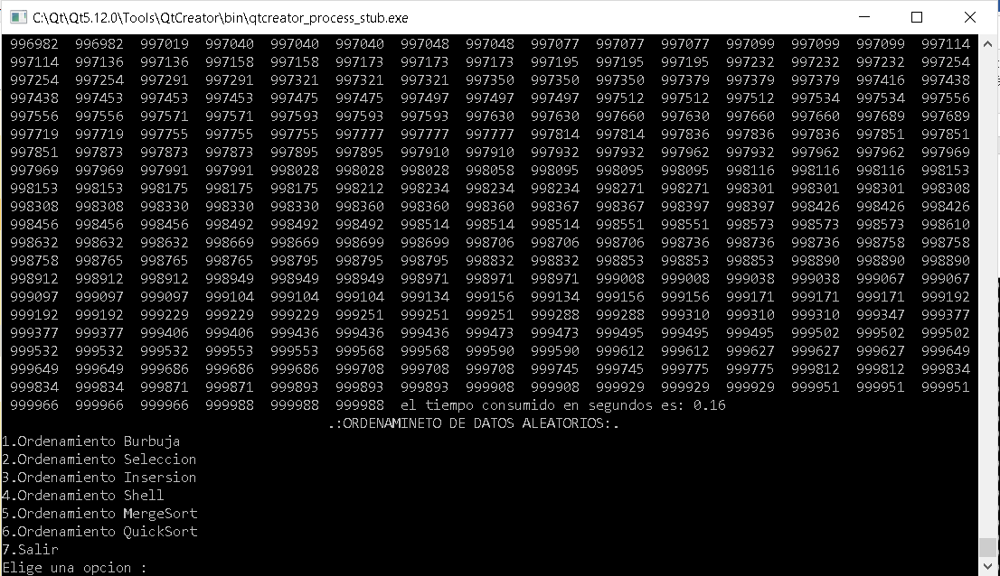 C:\Qt\Qt5.12.0\Tools\QtCreator\bin\qtcreator_process_stub.exe
996982 996982 997019 997040 997040 997040 997048 997048 997077 997077 997077 997099 997099 997099 997114
997114 997136 997136 997158 997158 997173 997173 997173 997195 997195 997195 997232 997232 997232 997254
997254 997254 997291 997291 997321 997321 997321 997350 997350 997350 997379 997379 997379 997416 997438
997438 997453 997453 997453 997475 997475 997497 997497 997497 997512 997512 997512 997534 997534 997556
997556 997556 997571 997571 997593 997593 997593 997630 997630 997660 997630 997660 997660 997689 997689
997719 997719 997755 997755 997755 997777 997777 997777 997814 997814 997836 997836 997836 997851 997851
997851 997873 997873 997873 997895 997895 997910 997910 997932 997932 997962 997932 997962 997962 997969
997969 997969 997991 997991 998028 998028 998028 998058 998095 998095 998095 998116 998116 998116 998153
998153 998153 998175 998175 998175 998212 998234 998234 998234 998271 998271 998301 998301 998301 998308
998308 998308 998330 998330 998330 998360 998360 998360 998367 998367 998397 998397 998426 998426 998426
998456 998456 998456 998492 998492 998492 998514 998514 998514 998551 998551 998573 998573 998573 998610
998632 998632 998632 998669 998669 998699 998699 998706 998706 998706 998736 998736 998736 998758 998758
998758 998765 998765 998765 998795 998795 998795 998832 998832 998853 998853 998853 998890 998890 998890
998912 998912 998912 998949 998949 998949 998971 998971 998971 999008 999008 999038 999038 999067 999067
999097 999097 999097 999104 999104 999104 999134 999156 999134 999156 999156 999171 999171 999171 999192
999192 999192 999229 999229 999229 999251 999251 999251 999288 999288 999310 999310 999310 999347 999377
999377 999377 999406 999406 999436 999436 999436 999473 999473 999495 999495 999495 999502 999502 999502
999532 999532 999532 999553 999553 999568 999568 999590 999590 999612 999612 999627 999627 999627 999649
999649 999649 999686 999686 999686 999708 999708 999708 999745 999745 999775 999775 999812 999812 999834
999834 999834 999871 999871 999893 999893 999893 999908 999908 999929 999929 999929 999951 999951 999951
999966 999966 999966 999988 999988 999988 el tiempo consumido en segundos es: 0.16
.:ORDENAMINETO DE DATOS ALEATORIOS:.
1.Ordenamiento Burbuja
2.Ordenamiento Seleccion
3.Ordenamiento Insersion
4.Ordenamiento Shell
5.Ordenamiento MergeSort
6.Ordenamiento QuickSort
7.Salir
Elige una opcion :